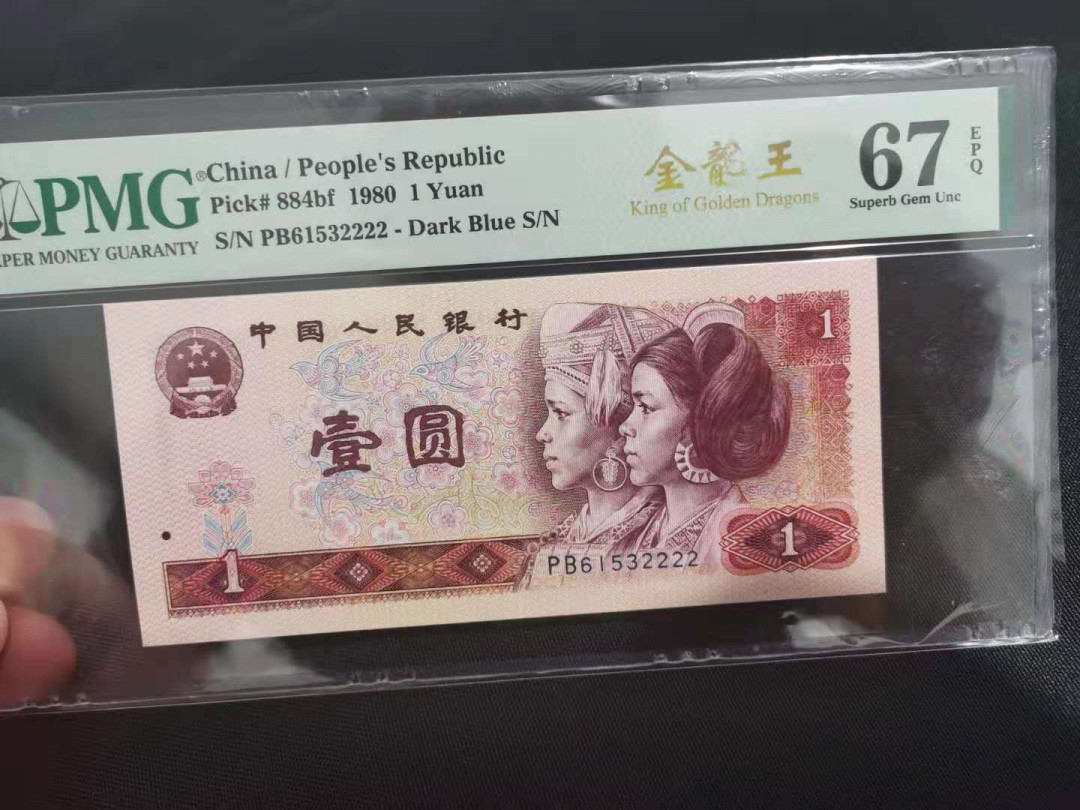 PMG®
PER MONEY GUARANTY
China / People's Republic
Pick# 884bf 1980 1 Yuan
S/N PB61532222 - Dark Blue S/N
金龍王
King of Golden Dragons
67
EPQ
Superb Gem Unc
中国人民银行
1
壹圆
1
PB61532222
1